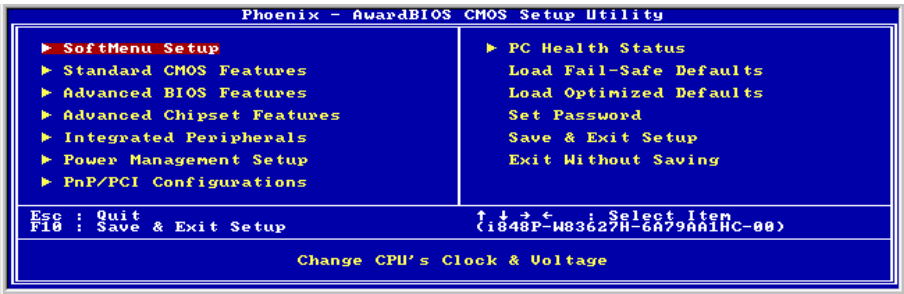 Phoenix - AwardBIOS CMOS Setup Utility
► SoftMenu Setup
► Standard CMOS Features
► Advanced BIOS Features
► Advanced Chipset Features
► Integrated Peripherals
► Power Management Setup
► PnP/PCI Configurations
► PC Health Status
Load Fail-Safe Defaults
Load Optimized Defaults
Set Password
Save & Exit Setup
Exit Without Saving
Esc : Quit
F10 : Save & Exit Setup
↑ ↓ → ← : Select Item
(i848P-W83627H-6A79AA1HC-00)
Change CPU's Clock & Voltage